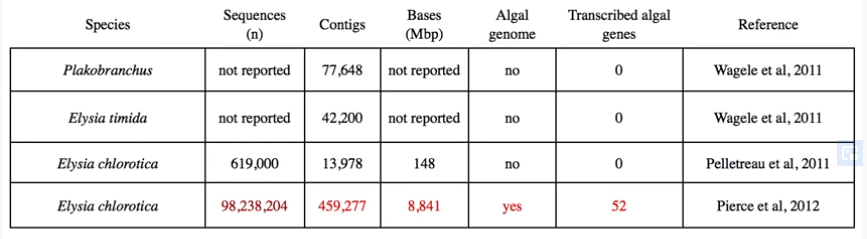 Species Sequences (n) Contigs Bases (Mbp) Algal genome Transcribed algal genes Reference
Plakobranchus not reported 77,648 not reported no 0 Wagele et al, 2011
Elysia timida not reported 42,200 not reported no 0 Wagele et al, 2011
Elysia chlorotica 619,000 13,978 148 no 0 Pelletreau et al, 2011
Elysia chlorotica 98,238,204 459,277 8,841 yes 52 Pierce et al, 2012